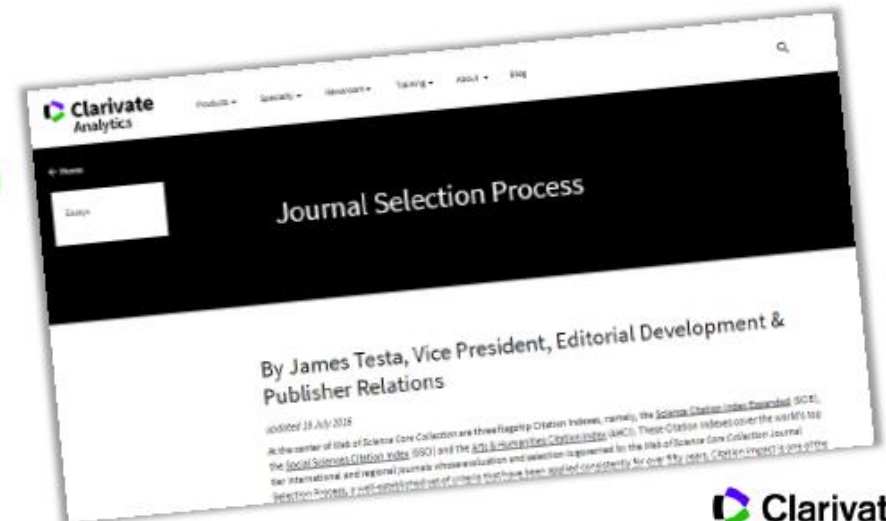 Clarivate
Analytics
Products Specialty Newsroom Training About Blog
← Home
Essays
Journal Selection Process
By James Testa, Vice President, Editorial Development &
Publisher Relations
updated 18 July 2016
At the center of Web of Science Core Collection are three flagship Citation Indexes, namely, the Science Citation Index Expanded (SCIE),
the Social Sciences Citation Index (SSCI) and the Arts & Humanities Citation Index (AHCI). These Citation Indexes cover the world's top
tier international and regional journals whose evaluation and selection is governed by the Web of Science Core Collection Journal
Selection Process, a well-established set of criteria that have been applied consistently for over fifty years. Citation impact is one of the
Clarivat